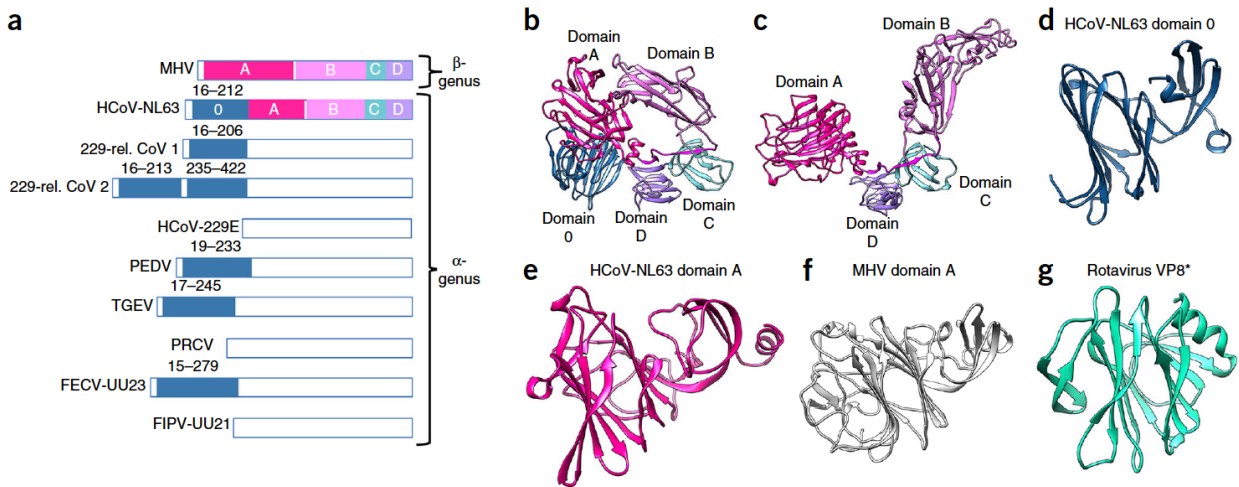 a
MHV
A
B
C
D
β-
genus
16–212
HCoV-NL63
0
A
B
C
D
16–206
229-rel. CoV 1
16–213
235–422
229-rel. CoV 2
HCoV-229E
19–233
PEDV
17–245
TGEV
PRCV
15–279
FECV-UU23
FIPV-UU21
α-
genus
b
Domain
A
Domain B
Domain
0
Domain
D
Domain
C
c
Domain B
Domain A
Domain
D
Domain
C
d
HCoV-NL63 domain 0
e
HCoV-NL63 domain A
f
MHV domain A
g
Rotavirus VP8*